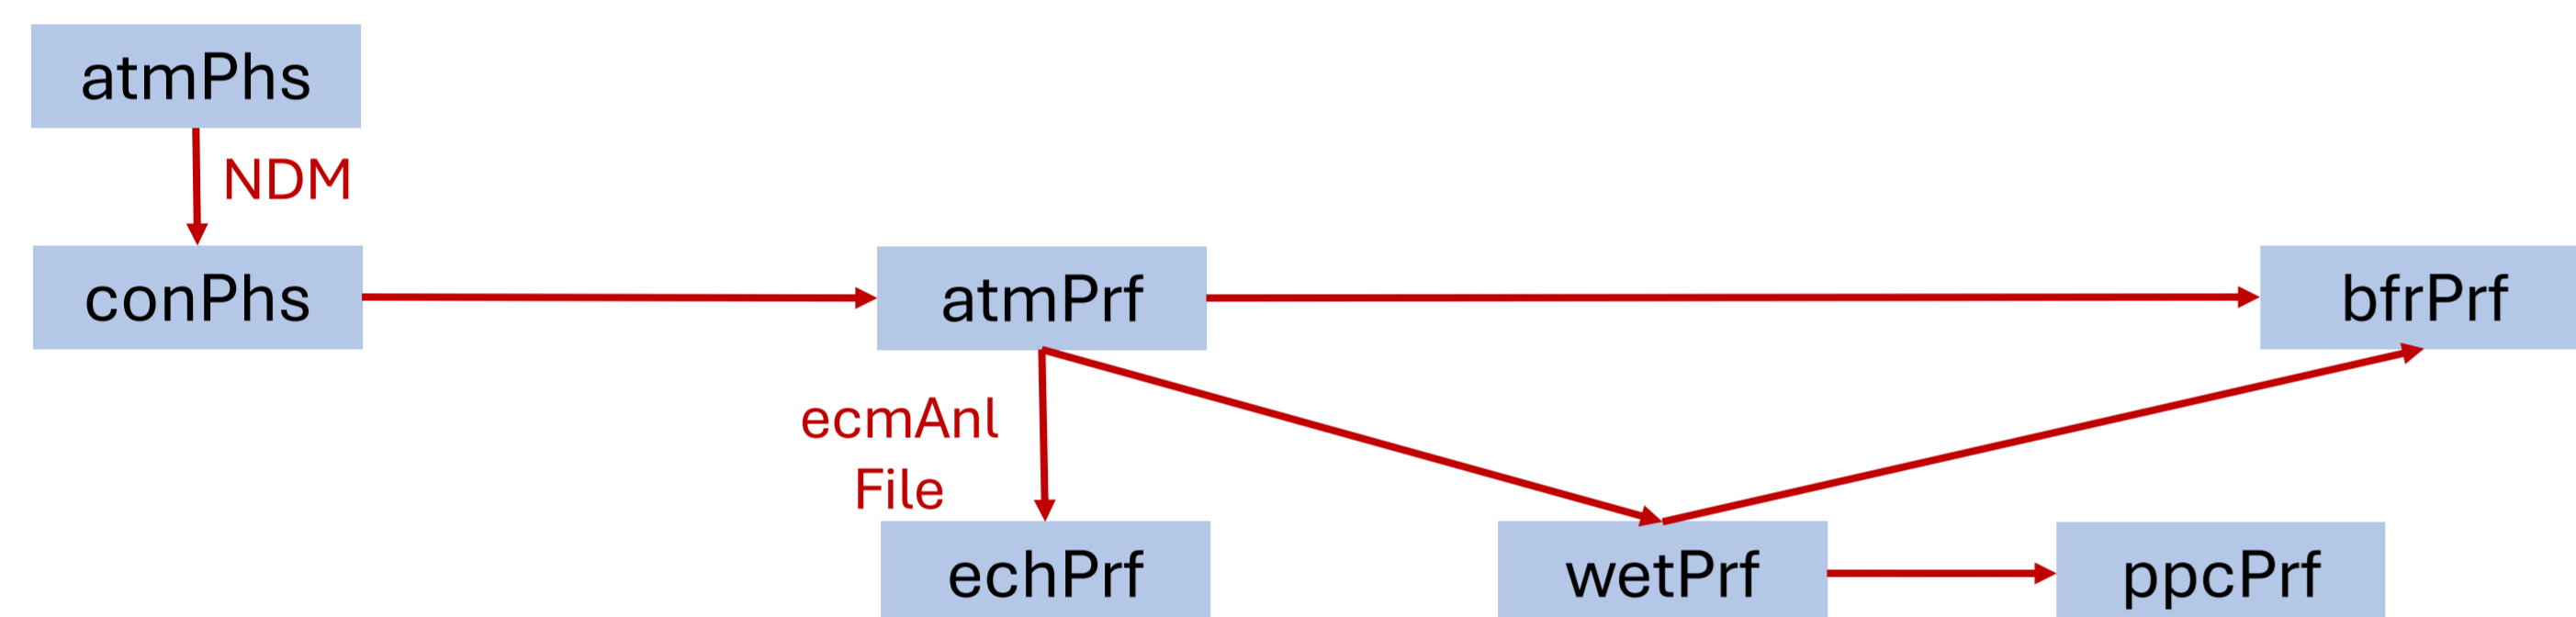 atmPhs
NDM
conPhs
atmPrf
bfrPrf
ecmAnl
File
echPrf
wetPrf
ppcPrf